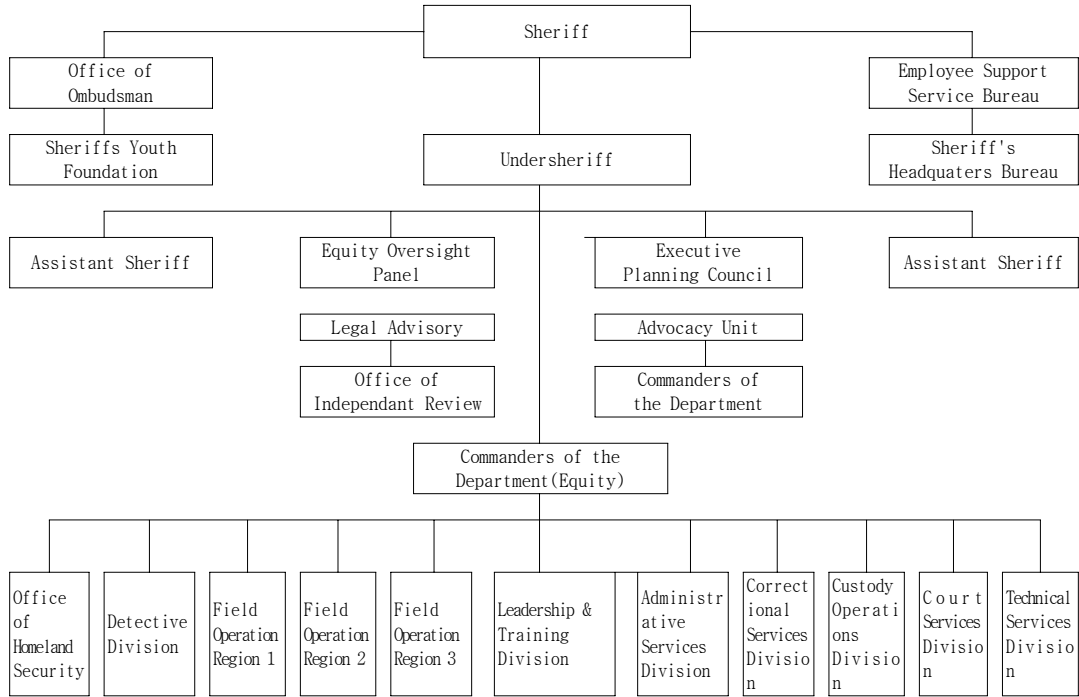 Sheriff
Office of
Ombudsman
Employee Support
Service Bureau
Sheriffs Youth
Foundation
Undersheriff
Sheriff's
Headquaters Bureau
Assistant Sheriff
Equity Oversight
Panel
Executive
Planning Council
Assistant Sheriff
Legal Advisory
Advocacy Unit
Office of
Independant Review
Commanders of
the Department
Commanders of the
Department(Equity)
Office
of
Homeland
Security
Detective
Division
Field
Operation
Region 1
Field
Operation
Region 2
Field
Operation
Region 3
Leadership &
Training
Division
Administr
ative
Services
Division
Correc
tional
Services
Divisio
n
Custody
Operati
ons
Divisio
n
Court
Services
Divisio
n
Technical
Services
Divisio
n